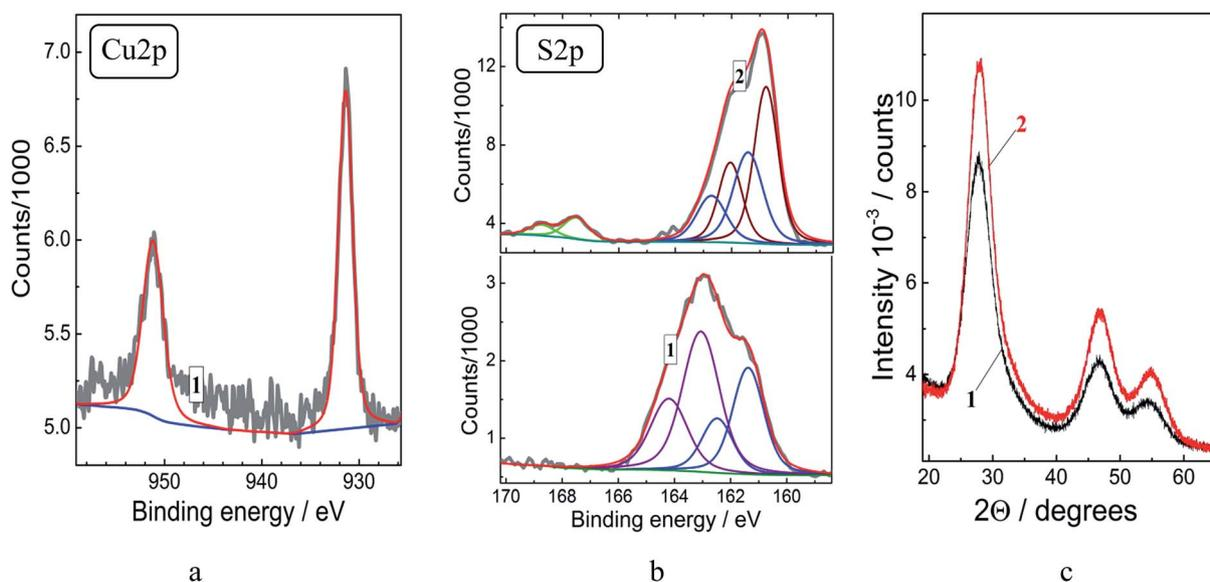 Cu2p
7.0
6.5
6.0
5.5
5.0
Counts/1000
1
950 940 930
Binding energy / eV
a
S2p
12
8
4
Counts/1000
2
3
2
1
Counts/1000
1
170 168 166 164 162 160
Binding energy / eV
b
10
8
6
4
Intensity 10⁻³ / counts
2
1
20 30 40 50 60
2Θ / degrees
c